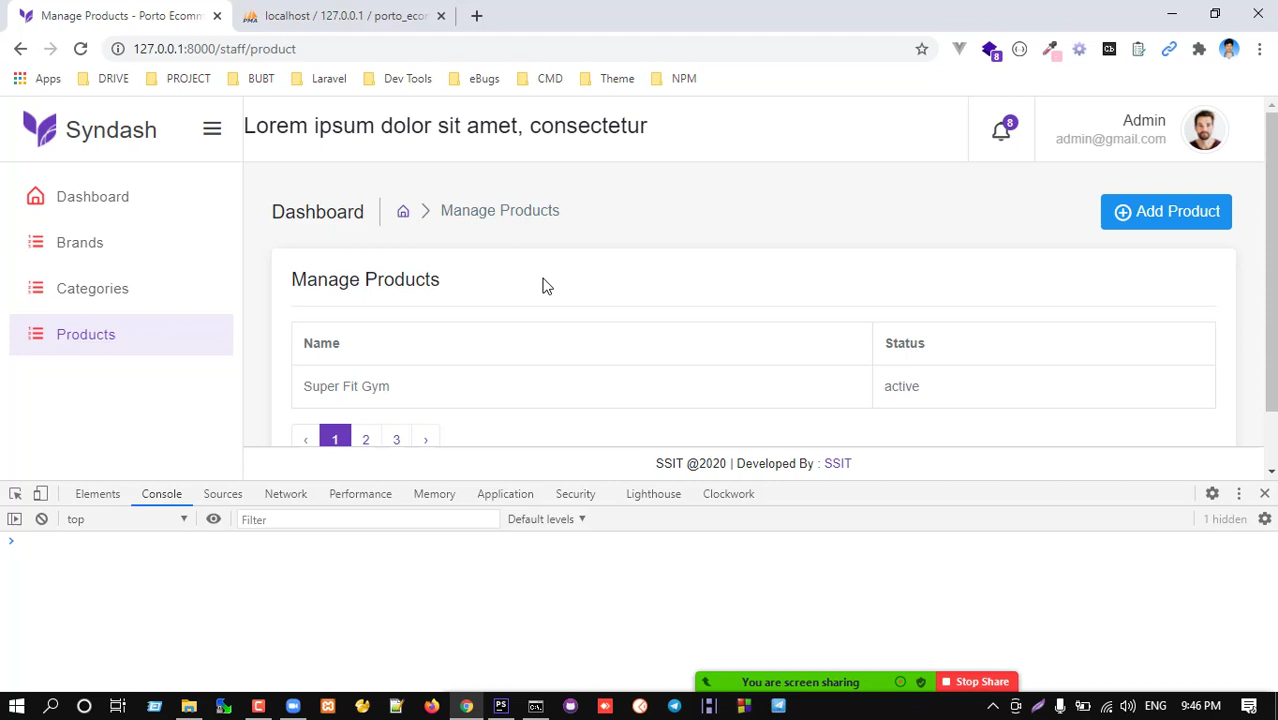 Manage Products - Porto Ecomm
localhost / 127.0.0.1 / porto_ecor
127.0.0.1:8000/staff/product
8
Cb
Apps
DRIVE
PROJECT
BUBT
Laravel
Dev Tools
eBugs
CMD
Theme
NPM
Syndash
Lorem ipsum dolor sit amet, consectetur
8
Admin
admin@gmail.com
Dashboard
Brands
Categories
Products
Dashboard
Manage Products
Add Product
Manage Products
Name
Status
Super Fit Gym
active
‹ 1 2 3 ›
SSIT @2020 | Developed By : SSIT
Elements
Console
Sources
Network
Performance
Memory
Application
Security
Lighthouse
Clockwork
top
Filter
Default levels
1 hidden
You are screen sharing
Stop Share
PS
9:46 PM